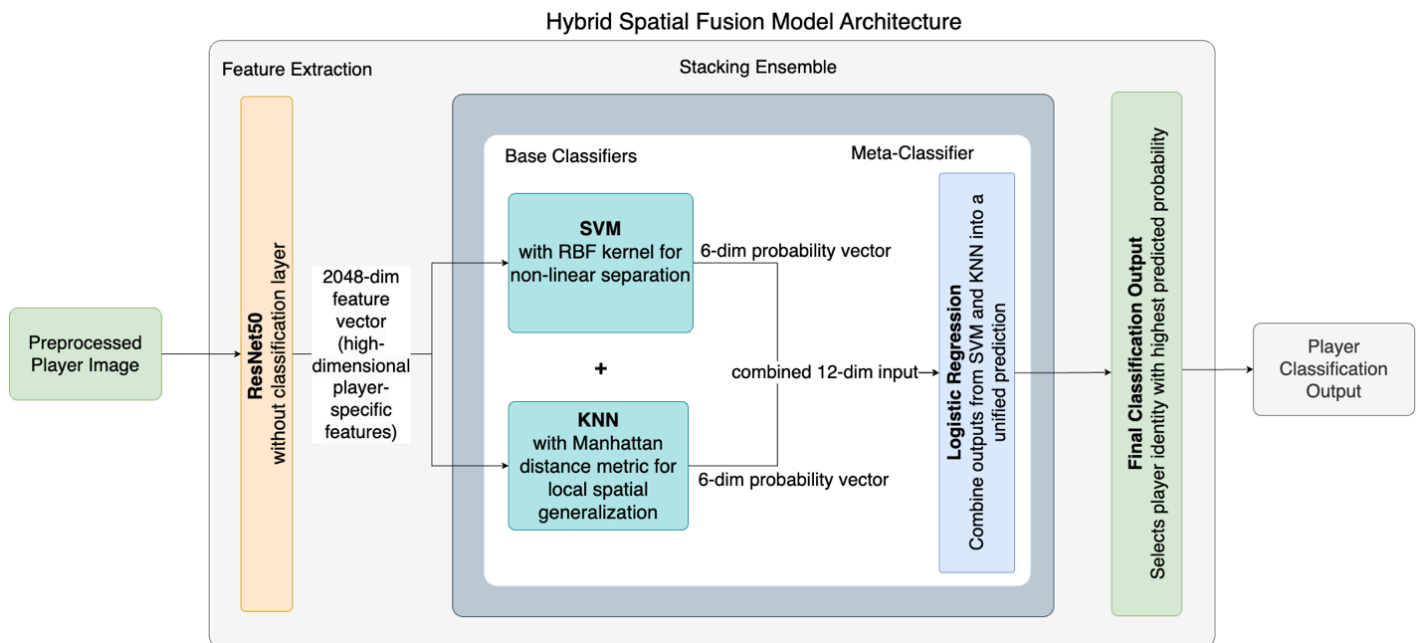 Hybrid Spatial Fusion Model Architecture
Feature Extraction
Stacking Ensemble
Preprocessed
Player Image
ResNet50
without classification layer
2048-dim
feature
vector
(high-
dimensional
player-
specific
features)
Base Classifiers
SVM
with RBF kernel for
non-linear separation
+
KNN
with Manhattan
distance metric for
local spatial
generalization
6-dim probability vector
6-dim probability vector
combined 12-dim input
Meta-Classifier
Logistic Regression
Combine outputs from SVM and KNN into a
unified prediction
Final Classification Output
Selects player identity with highest predicted probability
Player
Classification
Output